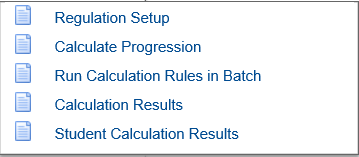 Regulation Setup
Calculate Progression
Run Calculation Rules in Batch
Calculation Results
Student Calculation Results